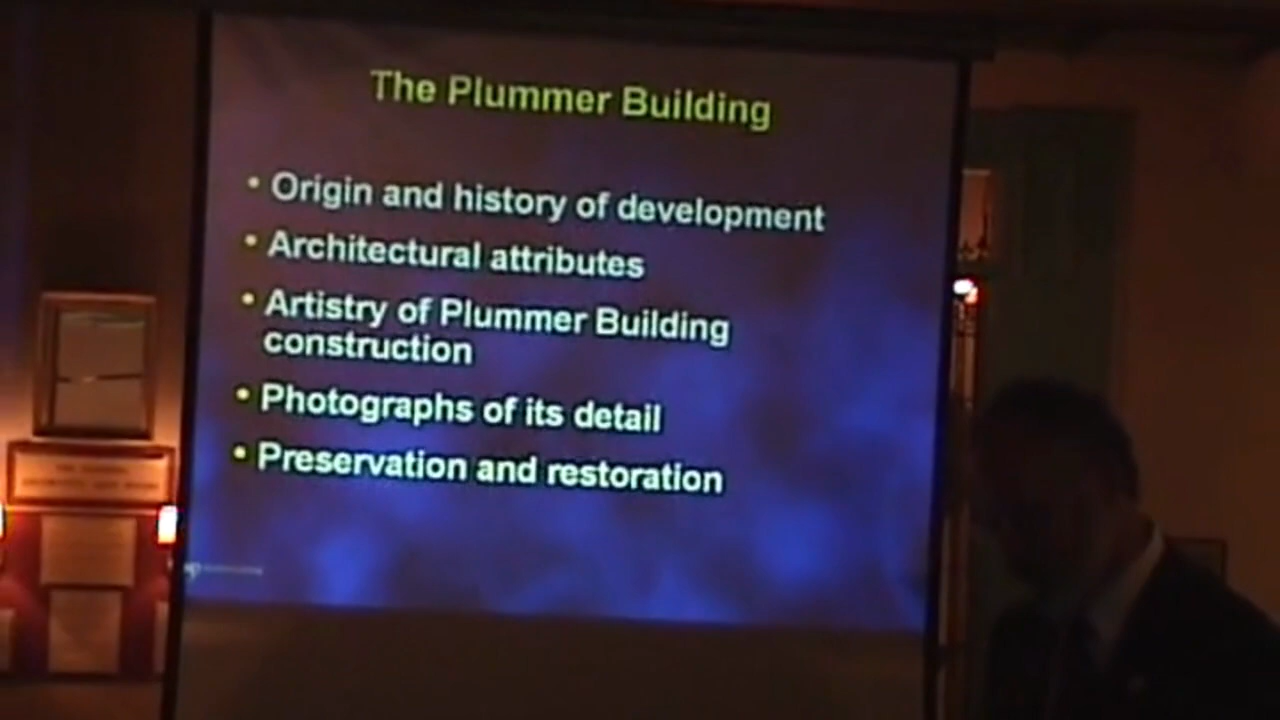 The Plummer Building
• Origin and history of development
• Architectural attributes
• Artistry of Plummer Building
construction
• Photographs of its detail
• Preservation and restoration